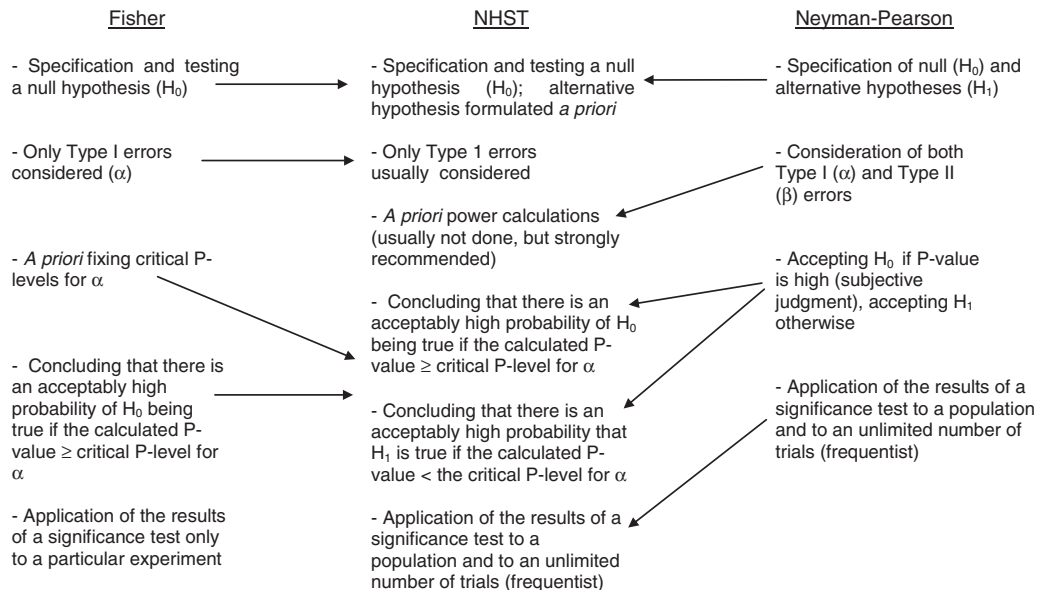 Fisher
- Specification and testing
a null hypothesis (H₀)
- Only Type I errors
considered (α)
- A priori fixing critical P-
levels for α
- Concluding that there is
an acceptably high
probability of H₀ being
true if the calculated P-
value ≥ critical P-level for
α
- Application of the results
of a significance test only
to a particular experiment
NHST
- Specification and testing a null
hypothesis (H₀); alternative
hypothesis formulated a priori
- Only Type 1 errors
usually considered
- A priori power calculations
(usually not done, but strongly
recommended)
- Concluding that there is an
acceptably high probability of H₀
being true if the calculated P-
value ≥ critical P-level for α
- Concluding that there is an
acceptably high probability that
H₁ is true if the calculated P-
value < the critical P-level for α
- Application of the results of a
significance test to a
population and to an unlimited
number of trials (frequentist)
Neyman-Pearson
- Specification of null (H₀) and
alternative hypotheses (H₁)
- Consideration of both
Type I (α) and Type II
(β) errors
- Accepting H₀ if P-value
is high (subjective
judgment), accepting H₁
otherwise
- Application of the results of a
significance test to a population
and to an unlimited number of
trials (frequentist)